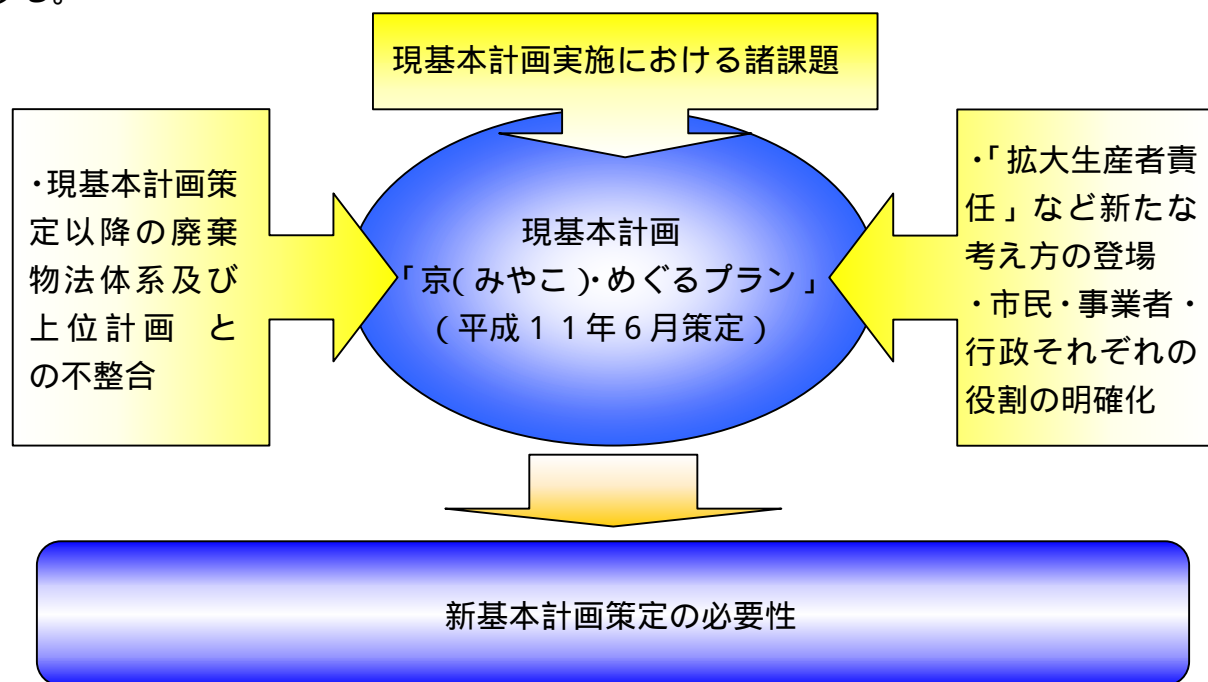 現基本計画実施における諸課題
・現基本計画策
定以降の廃棄
物法体系及び
上位計画 と
の不整合
現基本計画
「京(みやこ)・めぐるプラン」
(平成１１年６月策定)
・「拡大生産者責
任」など新たな
考え方の登場
・市民・事業者・
行政それぞれの
役割の明確化
新基本計画策定の必要性